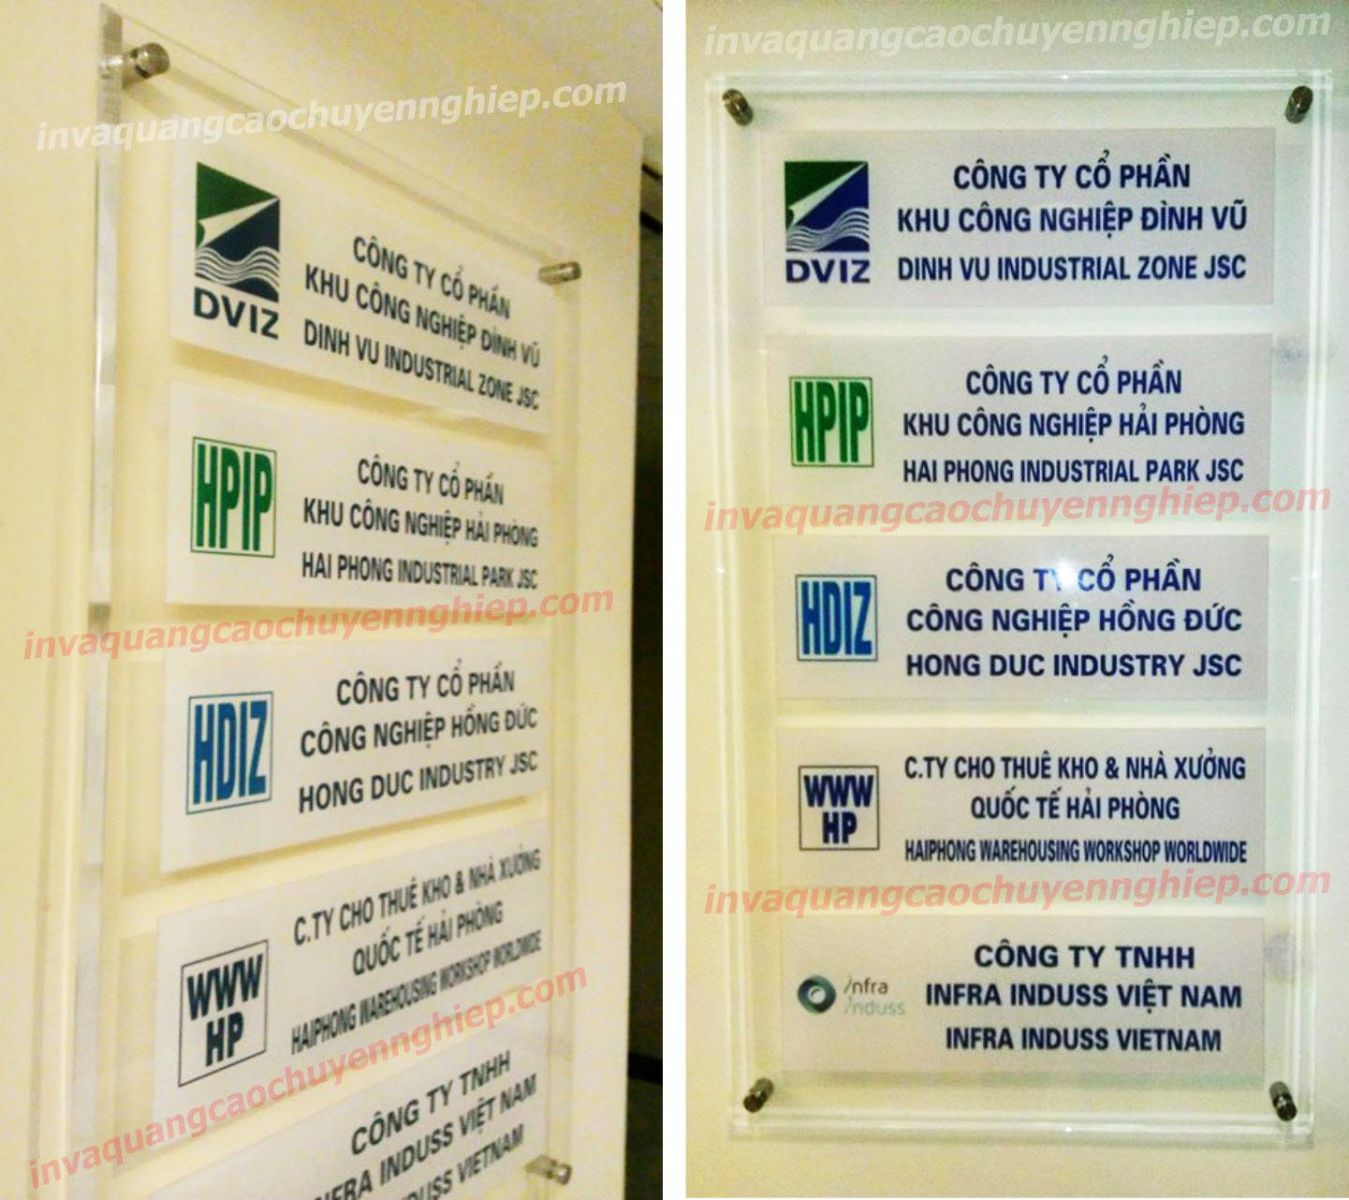 invaquangcaochuyennghiep.com
DVIZ
CÔNG TY CỔ PHẦN
KHU CÔNG NGHIỆP ĐÌNH VŨ
DINH VU INDUSTRIAL ZONE JSC
HPIP
CÔNG TY CỔ PHẦN
KHU CÔNG NGHIỆP HẢI PHÒNG
HAI PHONG INDUSTRIAL PARK JSC
invaquangcaochuyennghiep.com
HDIZ
CÔNG TY CỔ PHẦN
CÔNG NGHIỆP HỒNG ĐỨC
HONG DUC INDUSTRY JSC
WWW
HP
C.TY CHO THUÊ KHO & NHÀ XƯỞNG
QUỐC TẾ HẢI PHÒNG
HAIPHONG WAREHOUSING WORKSHOP WORLDWIDE
invaquangcaochuyennghiep.com
CÔNG TY TNHH
INFRA INDUSS VIỆT NAM
INDUSS VIETNAM
invaquangcaochuyennghiep.com
DVIZ
CÔNG TY CỔ PHẦN
KHU CÔNG NGHIỆP ĐÌNH VŨ
DINH VU INDUSTRIAL ZONE JSC
HPIP
CÔNG TY CỔ PHẦN
KHU CÔNG NGHIỆP HẢI PHÒNG
HAI PHONG INDUSTRIAL PARK JSC
invaquangcaochuyennghiep.com
HDIZ
CÔNG TY CỔ PHẦN
CÔNG NGHIỆP HỒNG ĐỨC
HONG DUC INDUSTRY JSC
WWW
HP
C.TY CHO THUÊ KHO & NHÀ XƯỞNG
QUỐC TẾ HẢI PHÒNG
HAIPHONG WAREHOUSING WORKSHOP WORLDWIDE
invaquangcaochuyennghiep.com
infra
induss
CÔNG TY TNHH
INFRA INDUSS VIỆT NAM
INFRA INDUSS VIETNAM